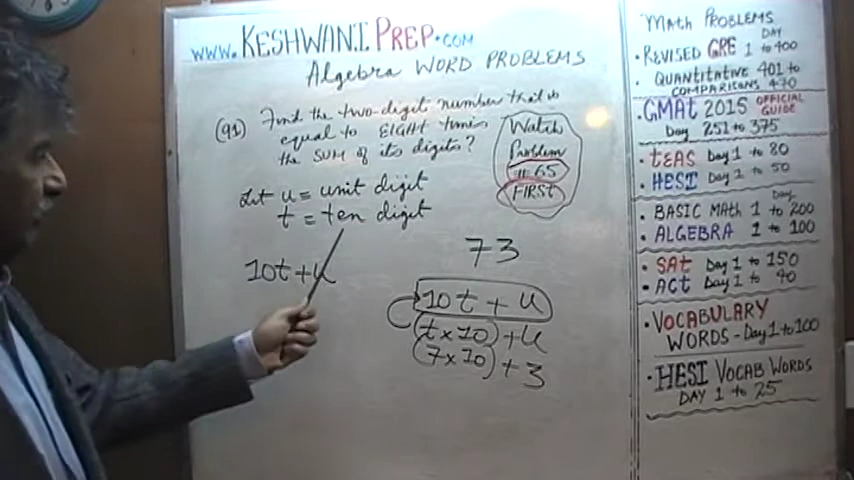 www.KESHWANI PREP.COM
Algebra WORD PROBLEMS
(91) Find the two-digit number that is
equal to EIGHT times
the SUM of its digits?
Watch
Problem
#65
FIRST
Let u = unit digit
t = ten digit
10t + u
73
10t + u
(t x 10) + u
(7 x 10) + 3
MATH PROBLEMS
DAY
• REVISED GRE 1 to 400
• QUANTITATIVE 401 to
COMPARISONS 470
• GMAT 2015 OFFICIAL GUIDE
Day 251 to 375
• TEAS Day 1 to 80
• HESI Day 1 to 50
Day
• BASIC MATH 1 to 200
• ALGEBRA 1 to 100
• SAT Day 1 to 150
• ACT Day 1 to 90
• VOCABULARY
WORDS - Day 1 to 100
• HESI VOCAB WORDS
DAY 1 to 25